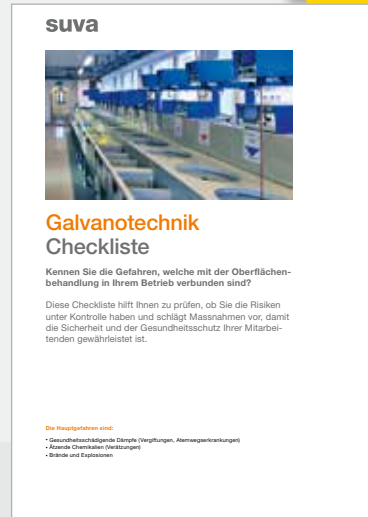 suva
Galvanotechnik
Checkliste
Kennen Sie die Gefahren, welche mit der Oberflächen-
behandlung in Ihrem Betrieb verbunden sind?
Diese Checkliste hilft Ihnen zu prüfen, ob Sie die Risiken
unter Kontrolle haben und schlägt Massnahmen vor, damit
die Sicherheit und der Gesundheitsschutz Ihrer Mitarbei-
tenden gewährleistet ist.
Die Hauptgefahren sind:
• Gesundheitsschädigende Dämpfe (Vergiftungen, Atemwegserkrankungen)
• Ätzende Chemikalien (Verätzungen)
• Brände und Explosionen